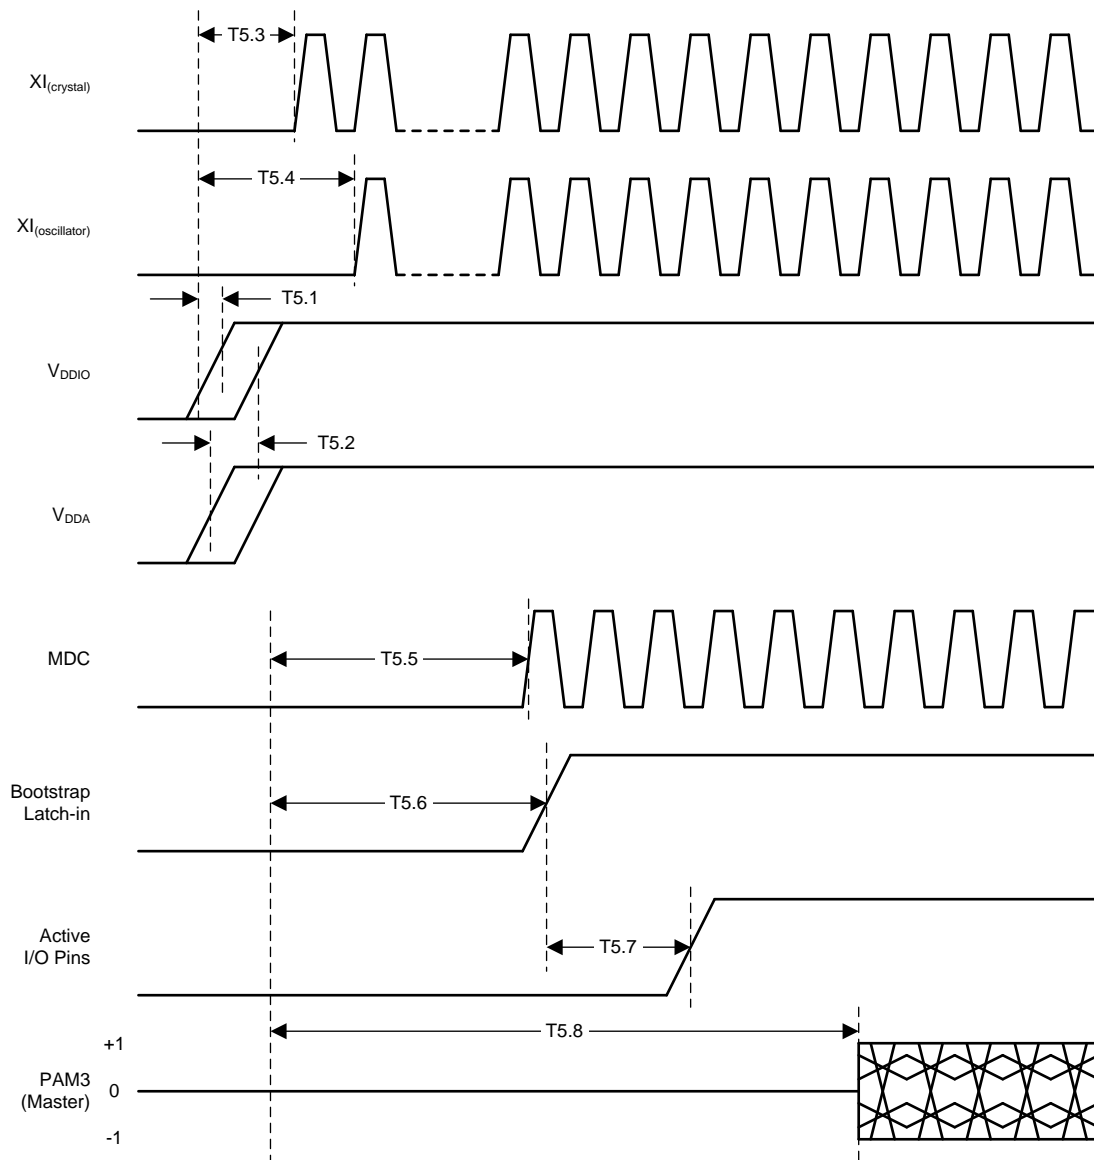 T5.3
XI(crystal)
T5.4
XI(oscillator)
T5.1
VDDIO
T5.2
VDDA
T5.5
MDC
Bootstrap
Latch-in
T5.6
Active
I/O Pins
T5.7
T5.8
+1
PAM3
(Master)
0
-1